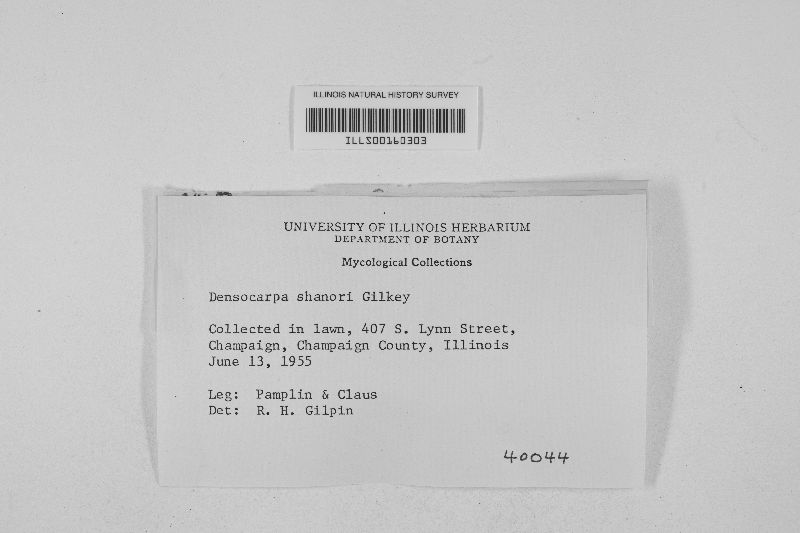 ILLINOIS NATURAL HISTORY SURVEY
ILLS00160303
UNIVERSITY OF ILLINOIS HERBARIUM
DEPARTMENT OF BOTANY
Mycological Collections
Densocarpa shanori Gilkey
Collected in lawn, 407 S. Lynn Street,
Champaign, Champaign County, Illinois
June 13, 1955
Leg: Pamplin & Claus
Det: R. H. Gilpin
40044